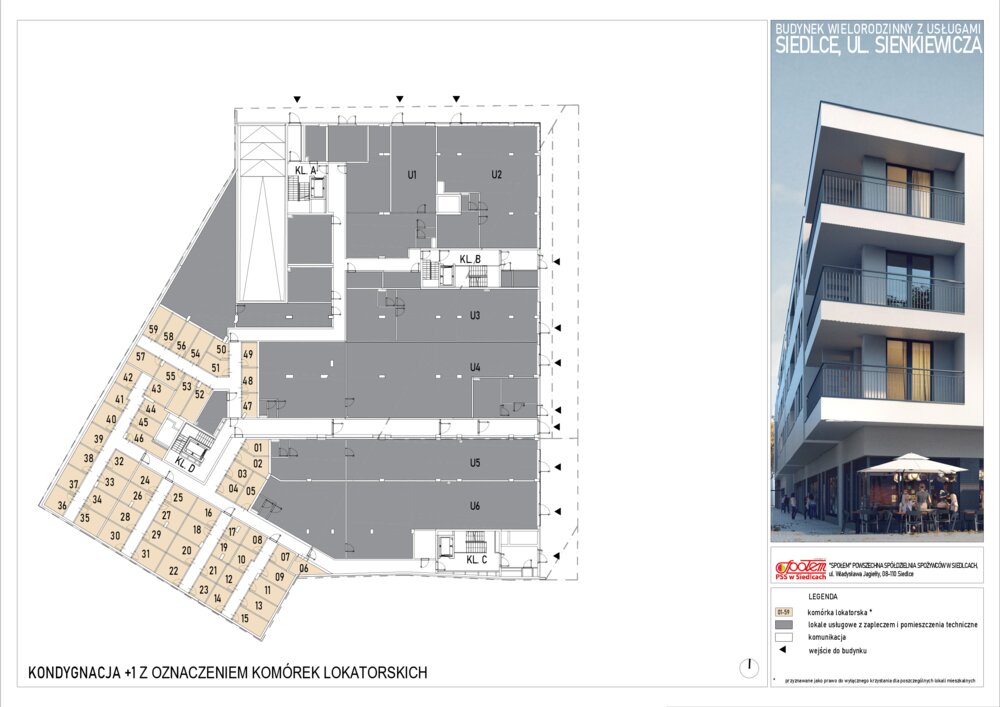 BUDYNEK WIELORODZINNY Z USŁUGAMI
SIEDLCE, UL. SIENKIEWICZA
KL. A
U1
U2
KL. B
U3
U4
U5
U6
KL. C
KL. D
59
58
56
54
50
51
49
48
47
57
55
53
52
42
43
41
44
40
45
39
46
38
37
36
32
33
34
35
24
26
28
30
25
27
29
31
16
18
20
22
17
19
21
23
08
10
12
14
07
09
11
13
15
06
01
02
03
04
05
"SPOŁEM" POWSZECHNA SPÓŁDZIELNIA SPOŻYWCÓW W SIEDLCACH,
ul. Władysława Jagiełły, 08-110 Siedlce
Społem
PSS w Siedlcach
LEGENDA
01-59 komórka lokatorska *
lokale usługowe z zapleczem i pomieszczenia techniczne
komunikacja
wejście do budynku
* przyznawane jako prawo do wyłącznego korzystania dla poszczególnych lokali mieszkalnych
KONDYGNACJA +1 Z OZNACZENIEM KOMÓREK LOKATORSKICH